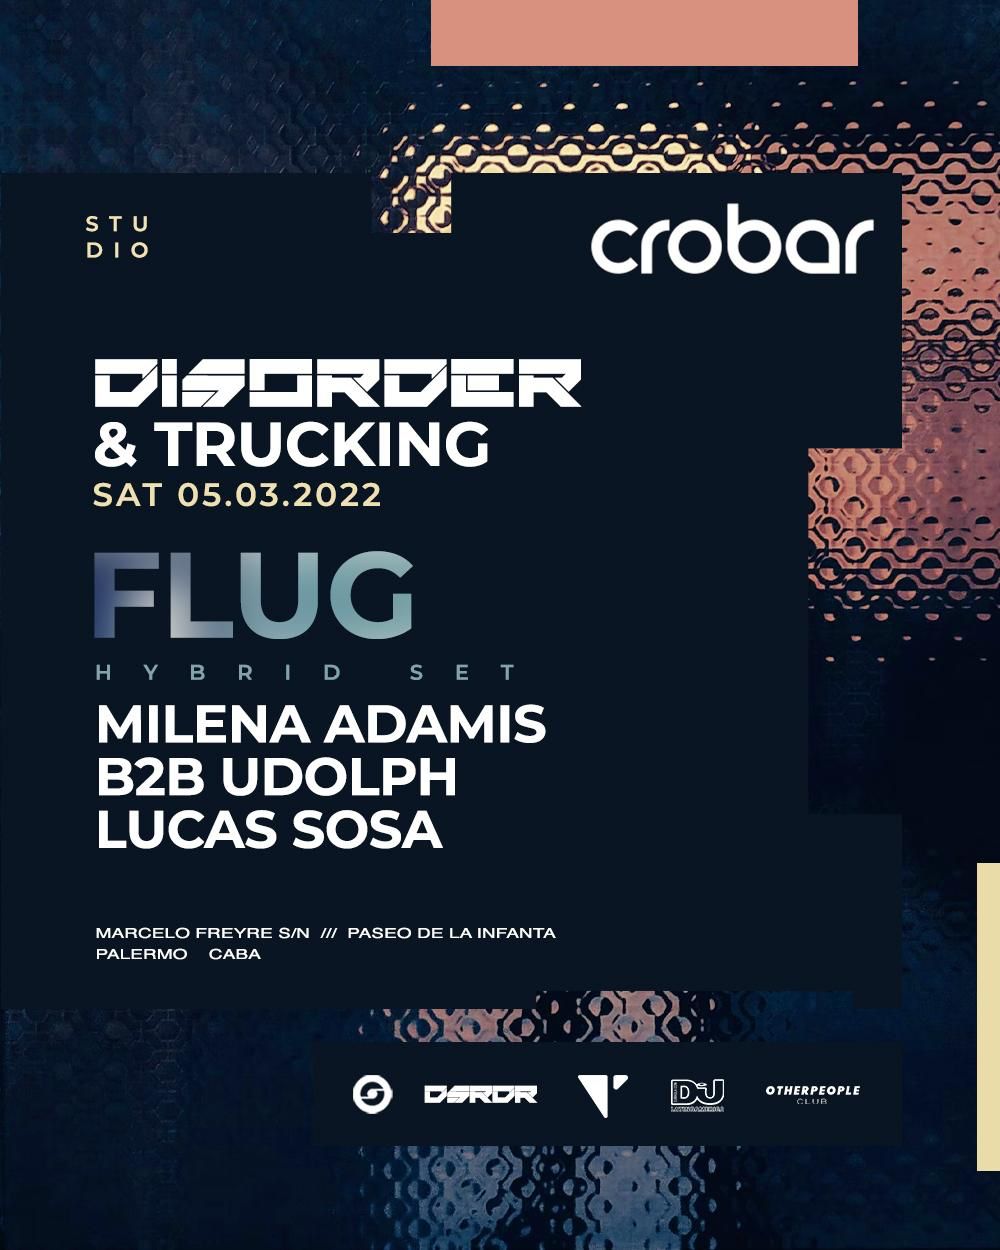 STU
DIO
crobar
DISORDER
& TRUCKING
SAT 05.03.2022
FLUG
HYBRID SET
MILENA ADAMIS
B2B UDOLPH
LUCAS SOSA
MARCELO FREYRE S/N /// PASEO DE LA INFANTA
PALERMO CABA
DSRDR
DJ
LATINOAMERICA
OTHERPEOPLE
CLUB